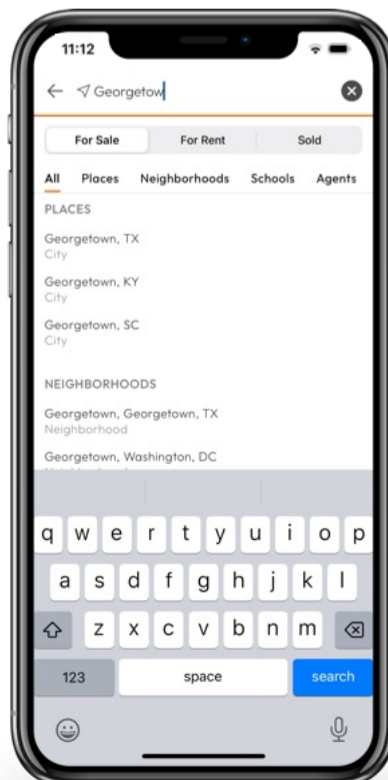 11:12
Georgetow
For Sale For Rent Sold
All Places Neighborhoods Schools Agents
PLACES
Georgetown, TX
City
Georgetown, KY
City
Georgetown, SC
City
NEIGHBORHOODS
Georgetown, Georgetown, TX
Neighborhood
Georgetown, Washington, DC
q w e r t y u i o p
a s d f g h j k l
z x c v b n m
123 space search